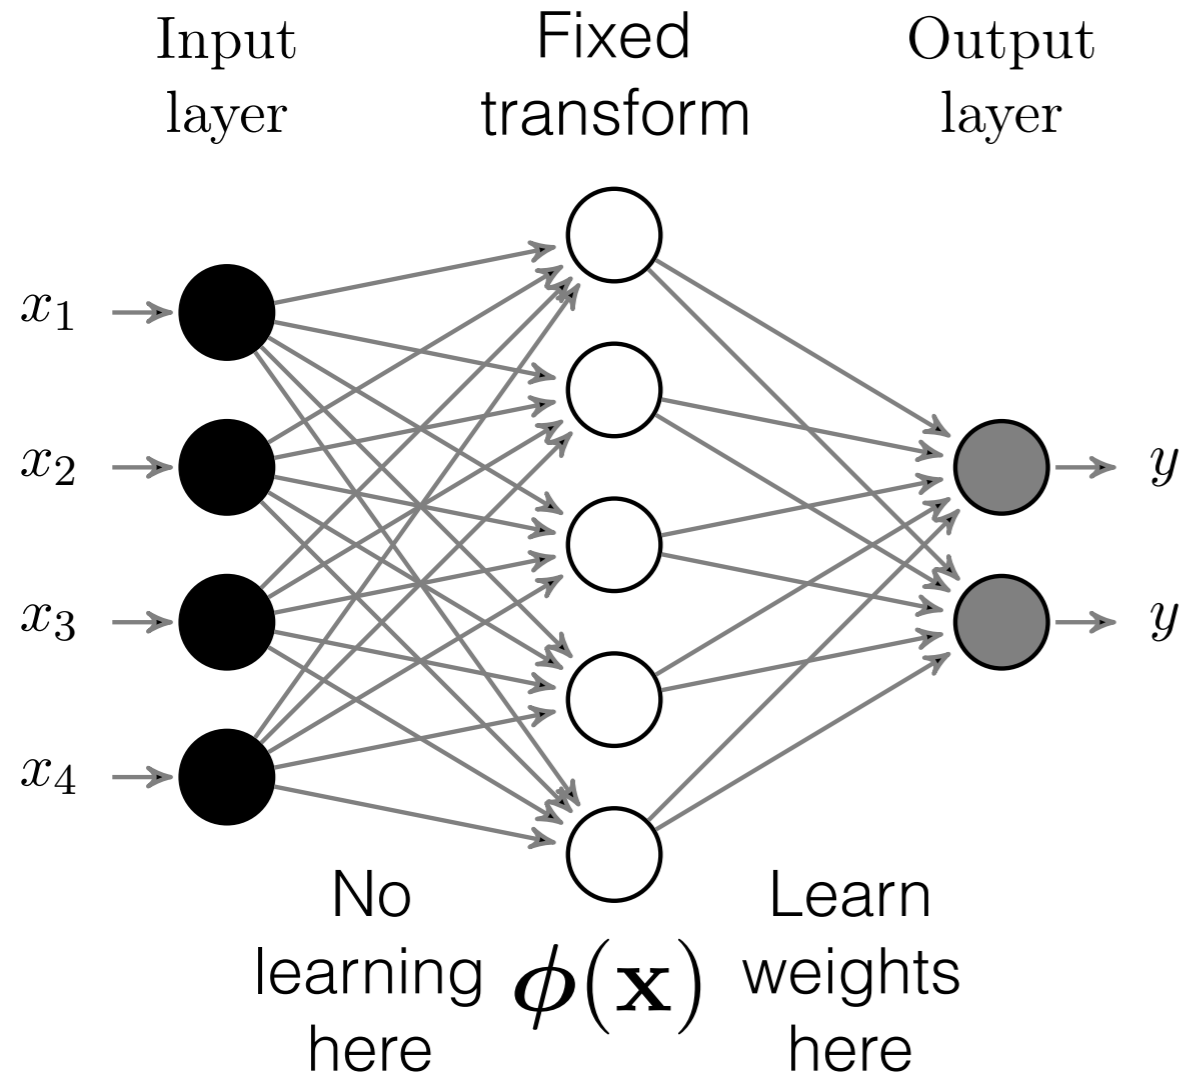 Input
layer
Fixed
transform
Output
layer
x₁
x₂
x₃
x₄
y
y
No
learning
here
ϕ(x)
Learn
weights
here